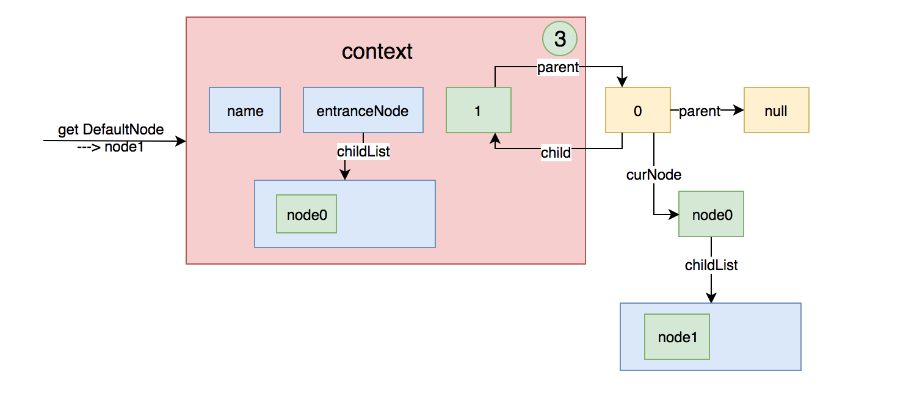 3
context
parent
get DefaultNode
---> node1
name
entranceNode
1
0
parent
null
childList
child
curNode
node0
node0
childList
node1